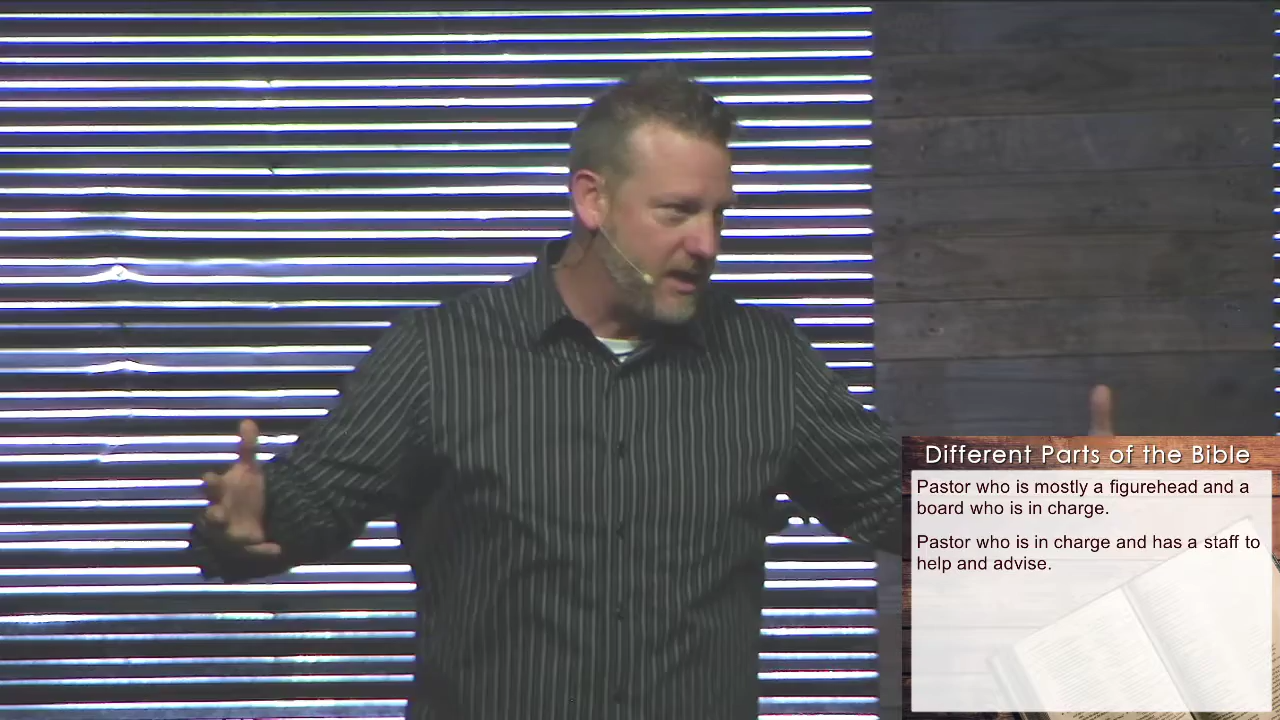 Different Parts of the Bible
Pastor who is mostly a figurehead and a
board who is in charge.
Pastor who is in charge and has a staff to
help and advise.